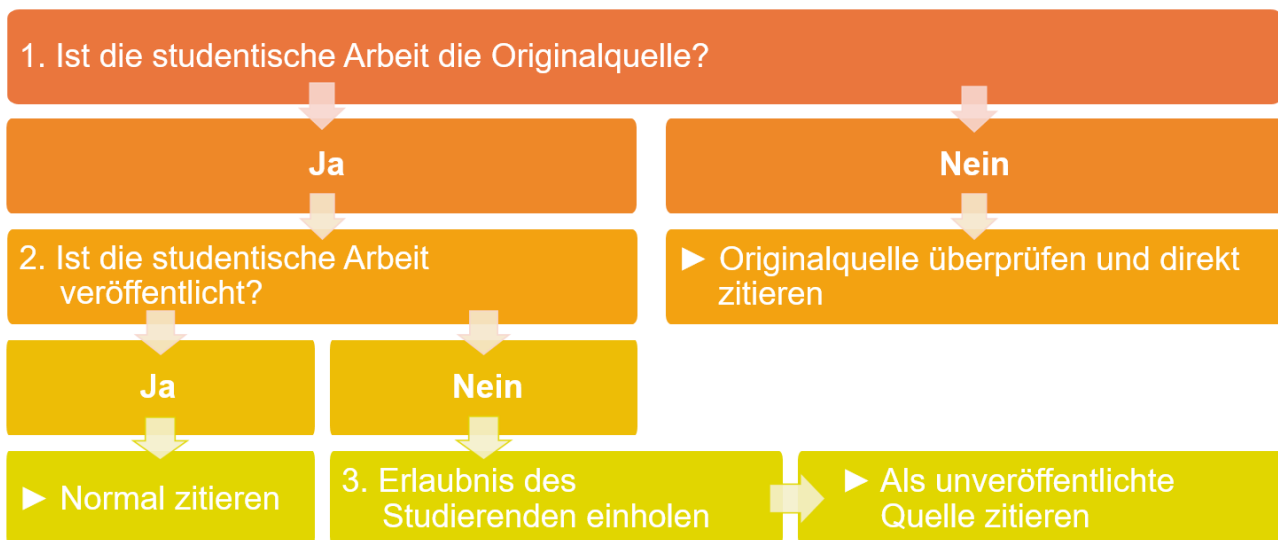 1. Ist die studentische Arbeit die Originalquelle?
Ja
Nein
2. Ist die studentische Arbeit
veröffentlicht?
► Originalquelle überprüfen und direkt
zitieren
Ja
Nein
► Normal zitieren
3. Erlaubnis des
Studierenden einholen
► Als unveröffentlichte
Quelle zitieren